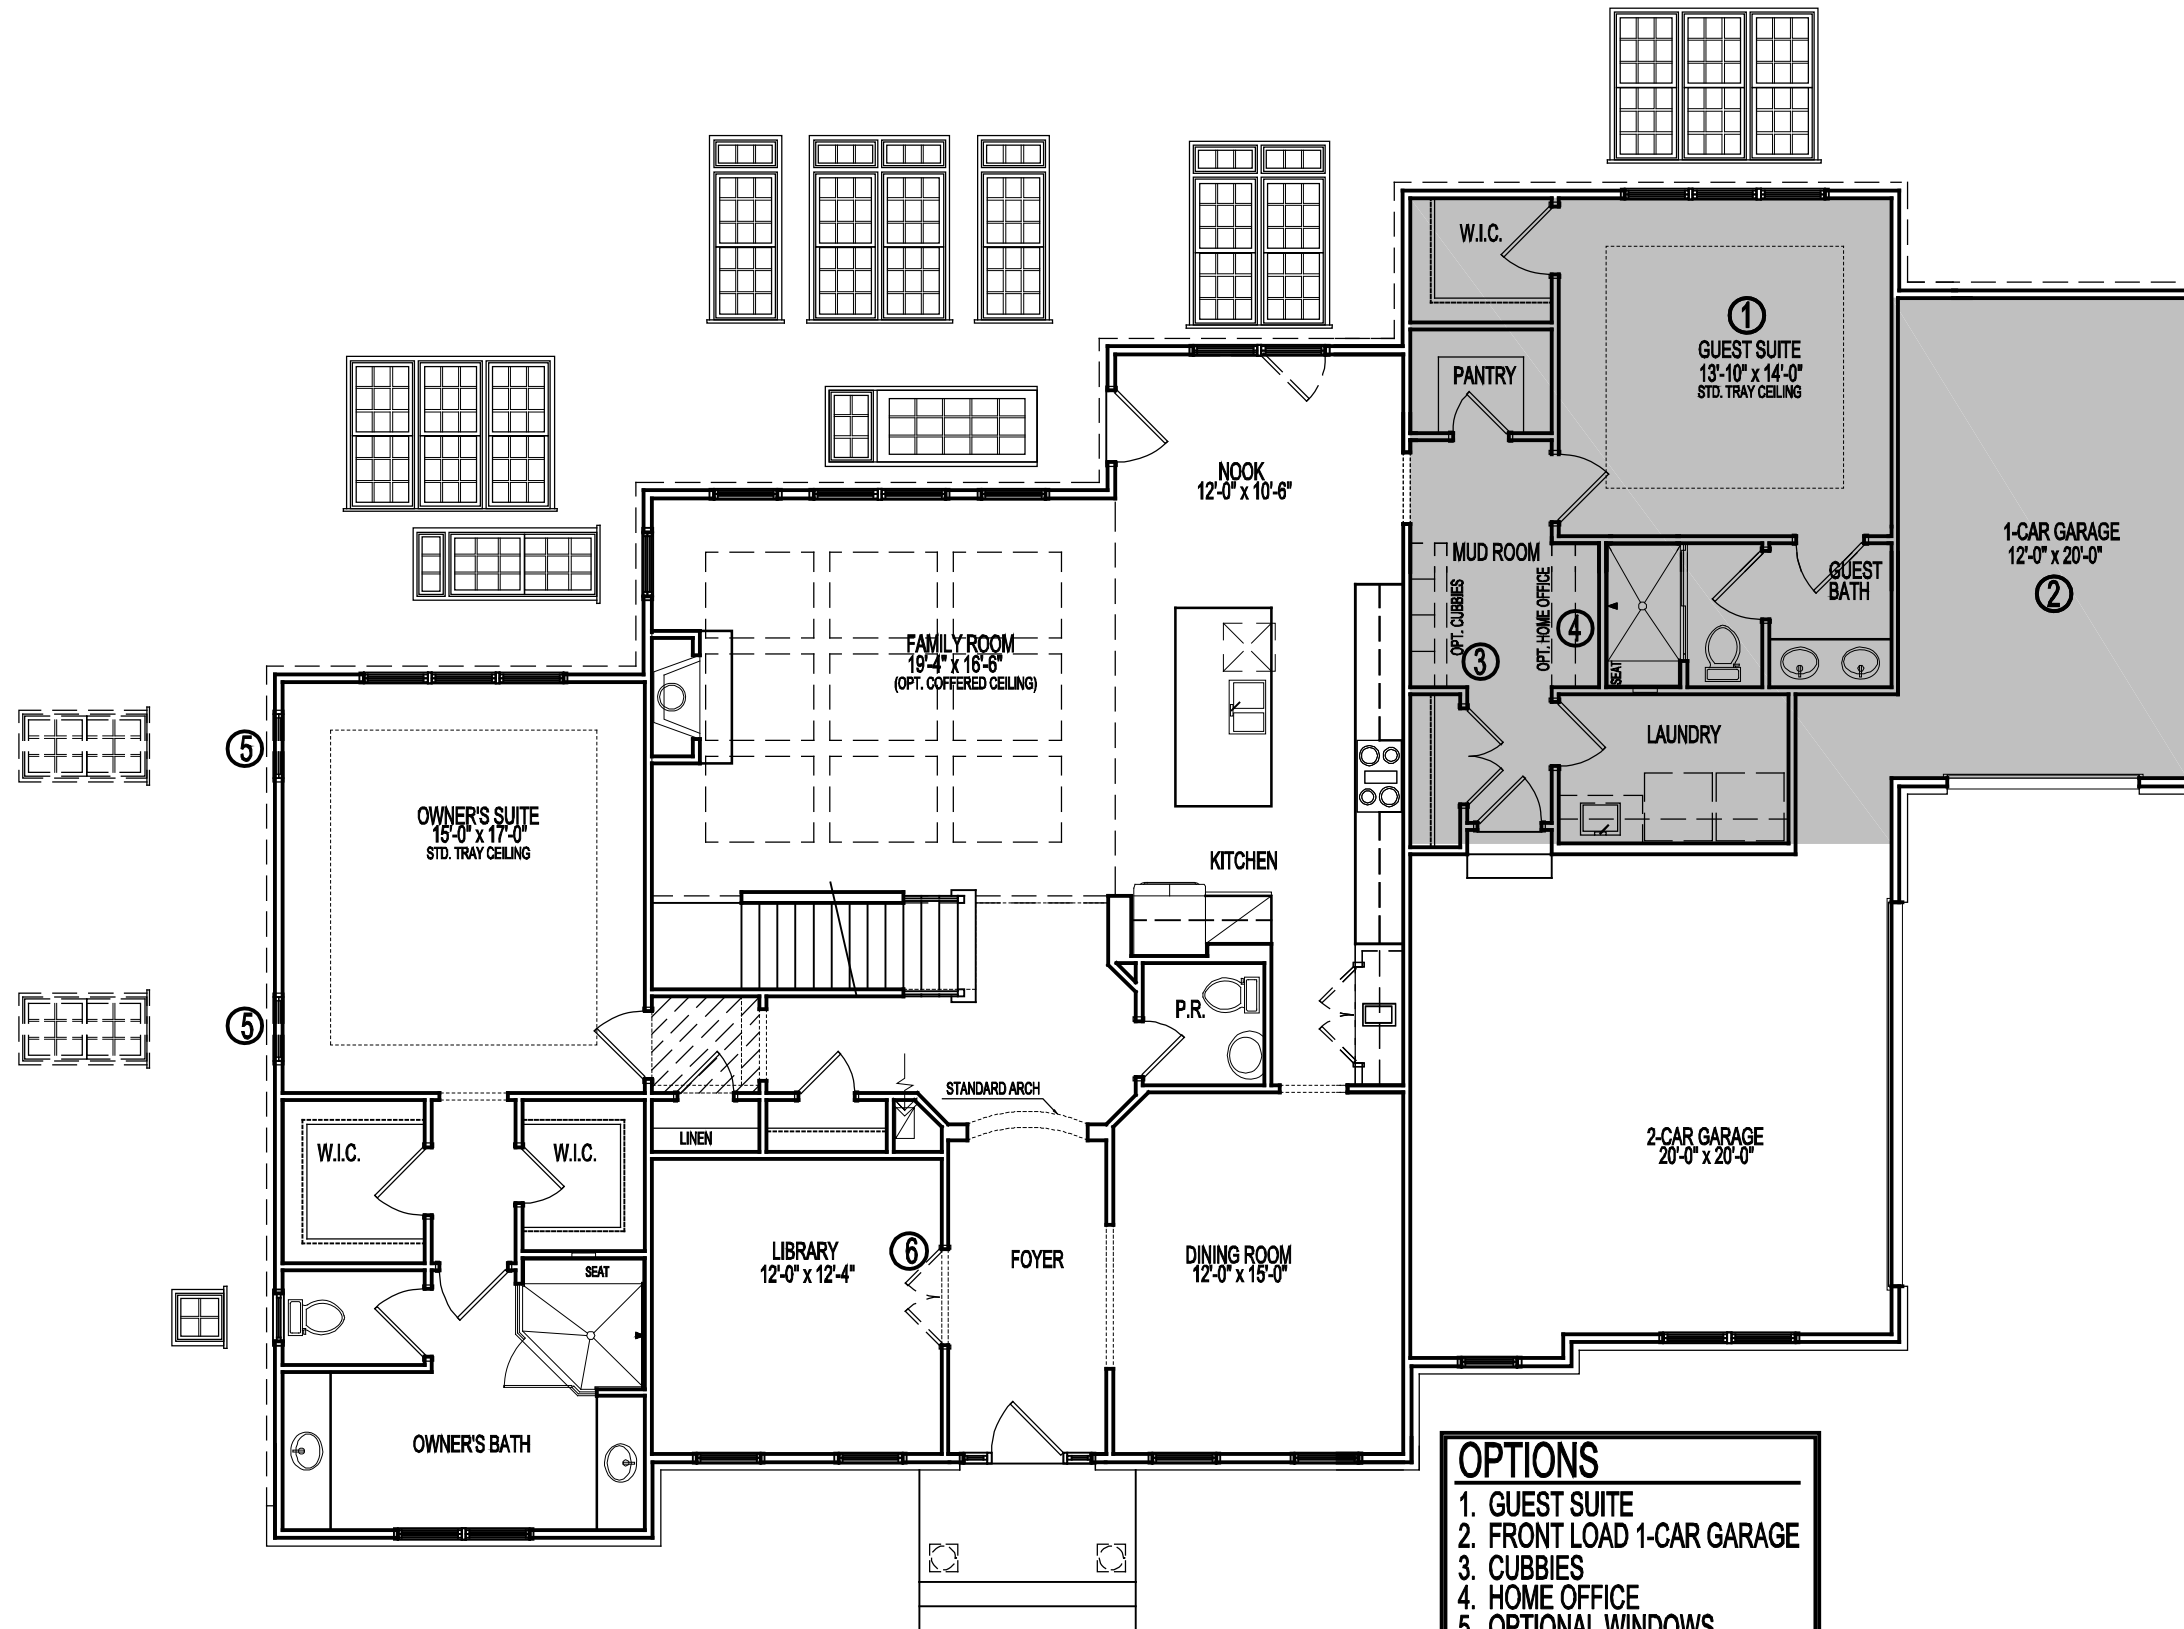 W.I.C.
1
GUEST SUITE
13'-10" x 14'-0"
STD. TRAY CEILING
PANTRY
NOOK
12'-0" x 10'-6"
1-CAR GARAGE
12'-0" x 20'-0"
2
MUD ROOM
GUEST
BATH
OPT. CUBBIES
OPT. HOME OFFICE
3
4
SEAT
FAMILY ROOM
19'-4" x 16'-6"
(OPT. COFFERED CEILING)
LAUNDRY
5
OWNER'S SUITE
15'-0" x 17'-0"
STD. TRAY CEILING
KITCHEN
5
P.R.
STANDARD ARCH
LINEN
W.I.C.
W.I.C.
2-CAR GARAGE
20'-0" x 20'-0"
LIBRARY
12'-0" x 12'-4"
6
FOYER
DINING ROOM
12'-0" x 15'-0"
SEAT
OWNER'S BATH
OPTIONS
1. GUEST SUITE
2. FRONT LOAD 1-CAR GARAGE
3. CUBBIES
4. HOME OFFICE
5. OPTIONAL WINDOWS